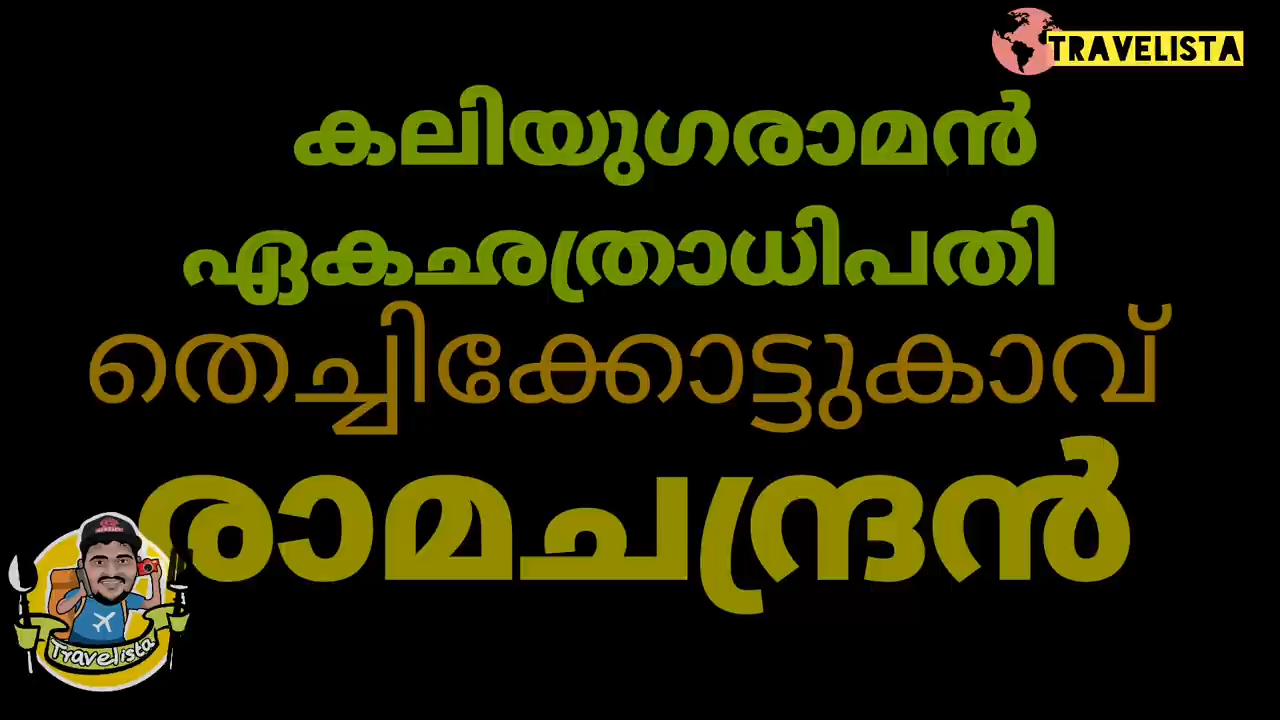 TRAVELISTA
കലിയുഗരാമൻ
ഏകഛത്രാധിപതി
തെച്ചിക്കോട്ടുകാവ്
രാമചന്ദ്രൻ
Travelista